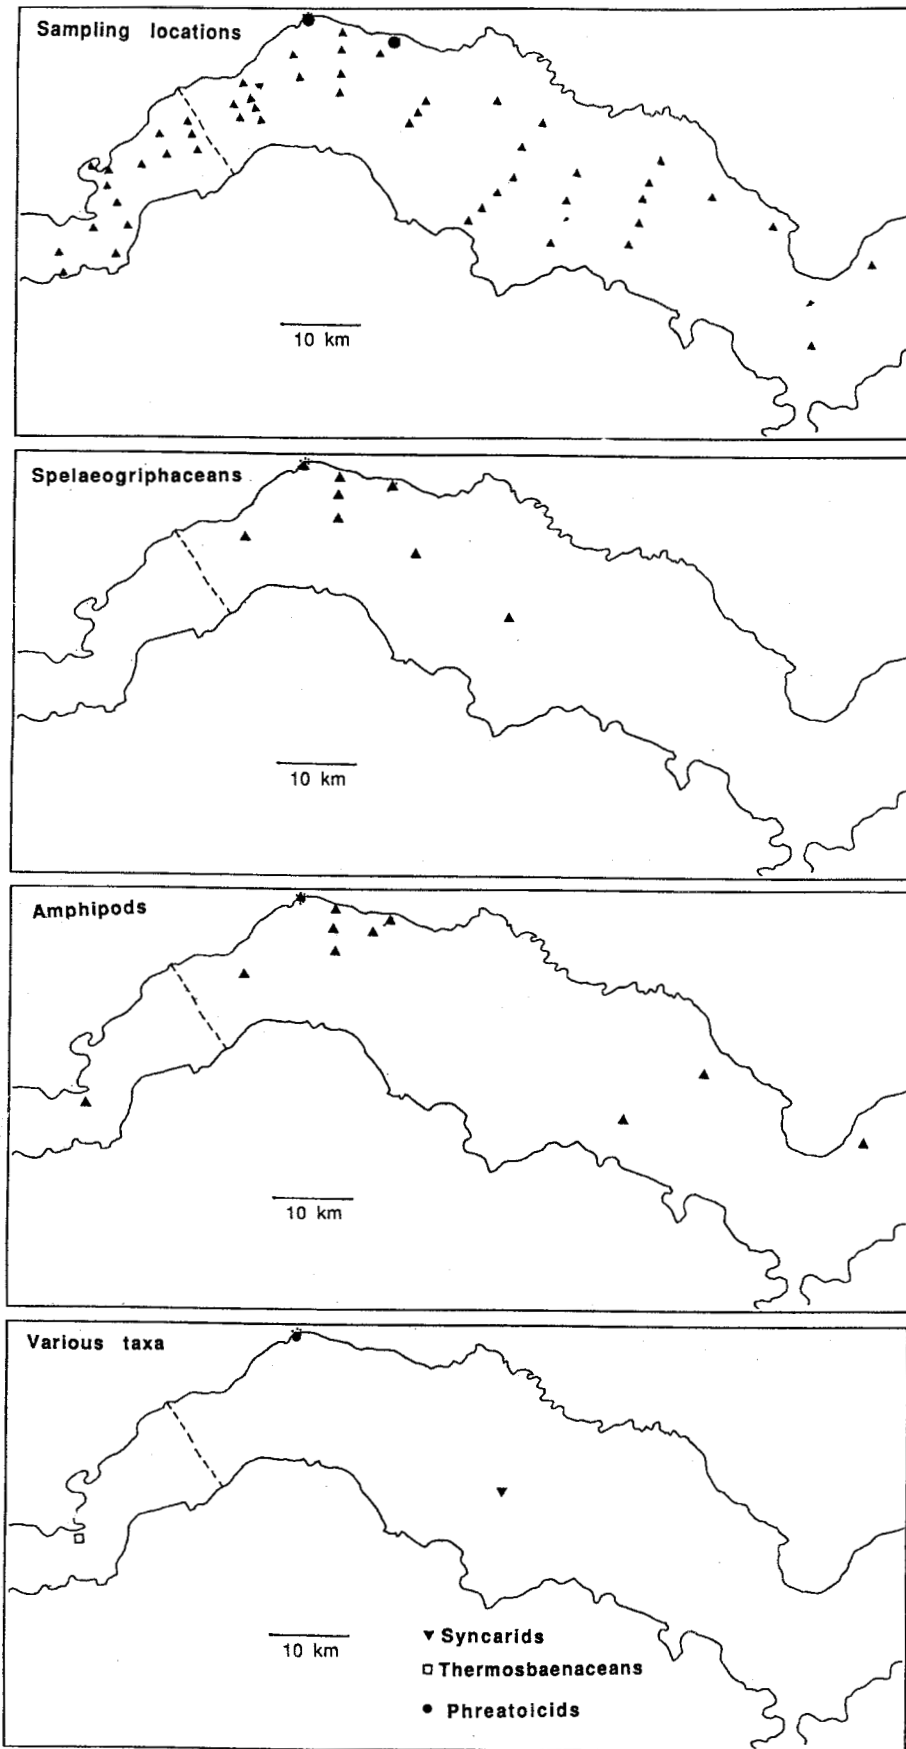 Sampling locations
10 km
Spelaeogriphaceans
10 km
Amphipods
10 km
Various taxa
10 km
Syncarids
Thermosbaenaceans
Phreatoicids